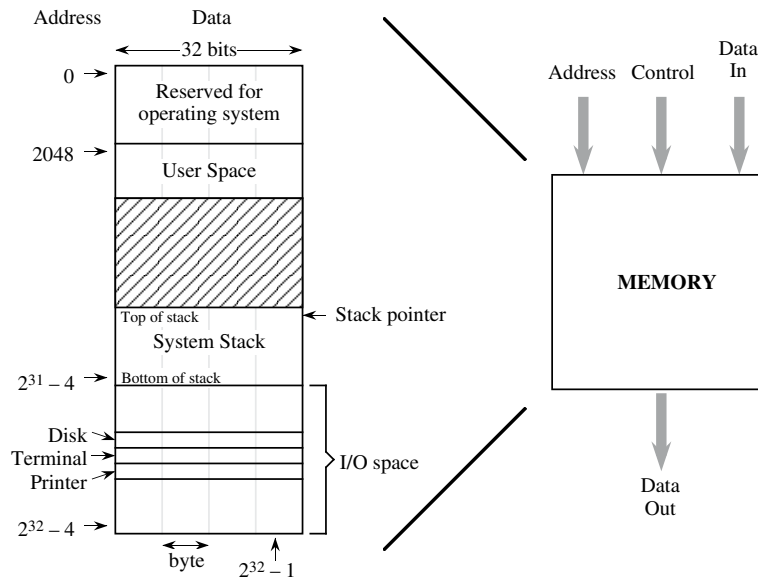 Address
Data
32 bits
0
Reserved for
operating system
2048
User Space
Top of stack
Stack pointer
System Stack
2³¹ – 4
Bottom of stack
Disk
Terminal
Printer
I/O space
2³² – 4
byte
2³² – 1
Address
Control
Data
In
MEMORY
Data
Out